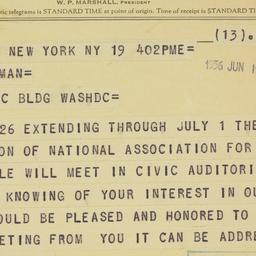 W. P. MARSHALL, PRESIDENT
tic telegrams is STANDARD TIME at point of origin. Time of receipt is STANDARD
(13).
NEW YORK NY 19 402PME=
1956 JUN 1
MAN=
C BLDG WASHDC=
26 EXTENDING THROUGH JULY 1 THE
ON OF NATIONAL ASSOCIATION FOR
LE WILL MEET IN CIVIC AUDITORI
KNOWING OF YOUR INTEREST IN OU
OULD BE PLEASED AND HONORED TO
ETING FROM YOU IT CAN BE ADDRE